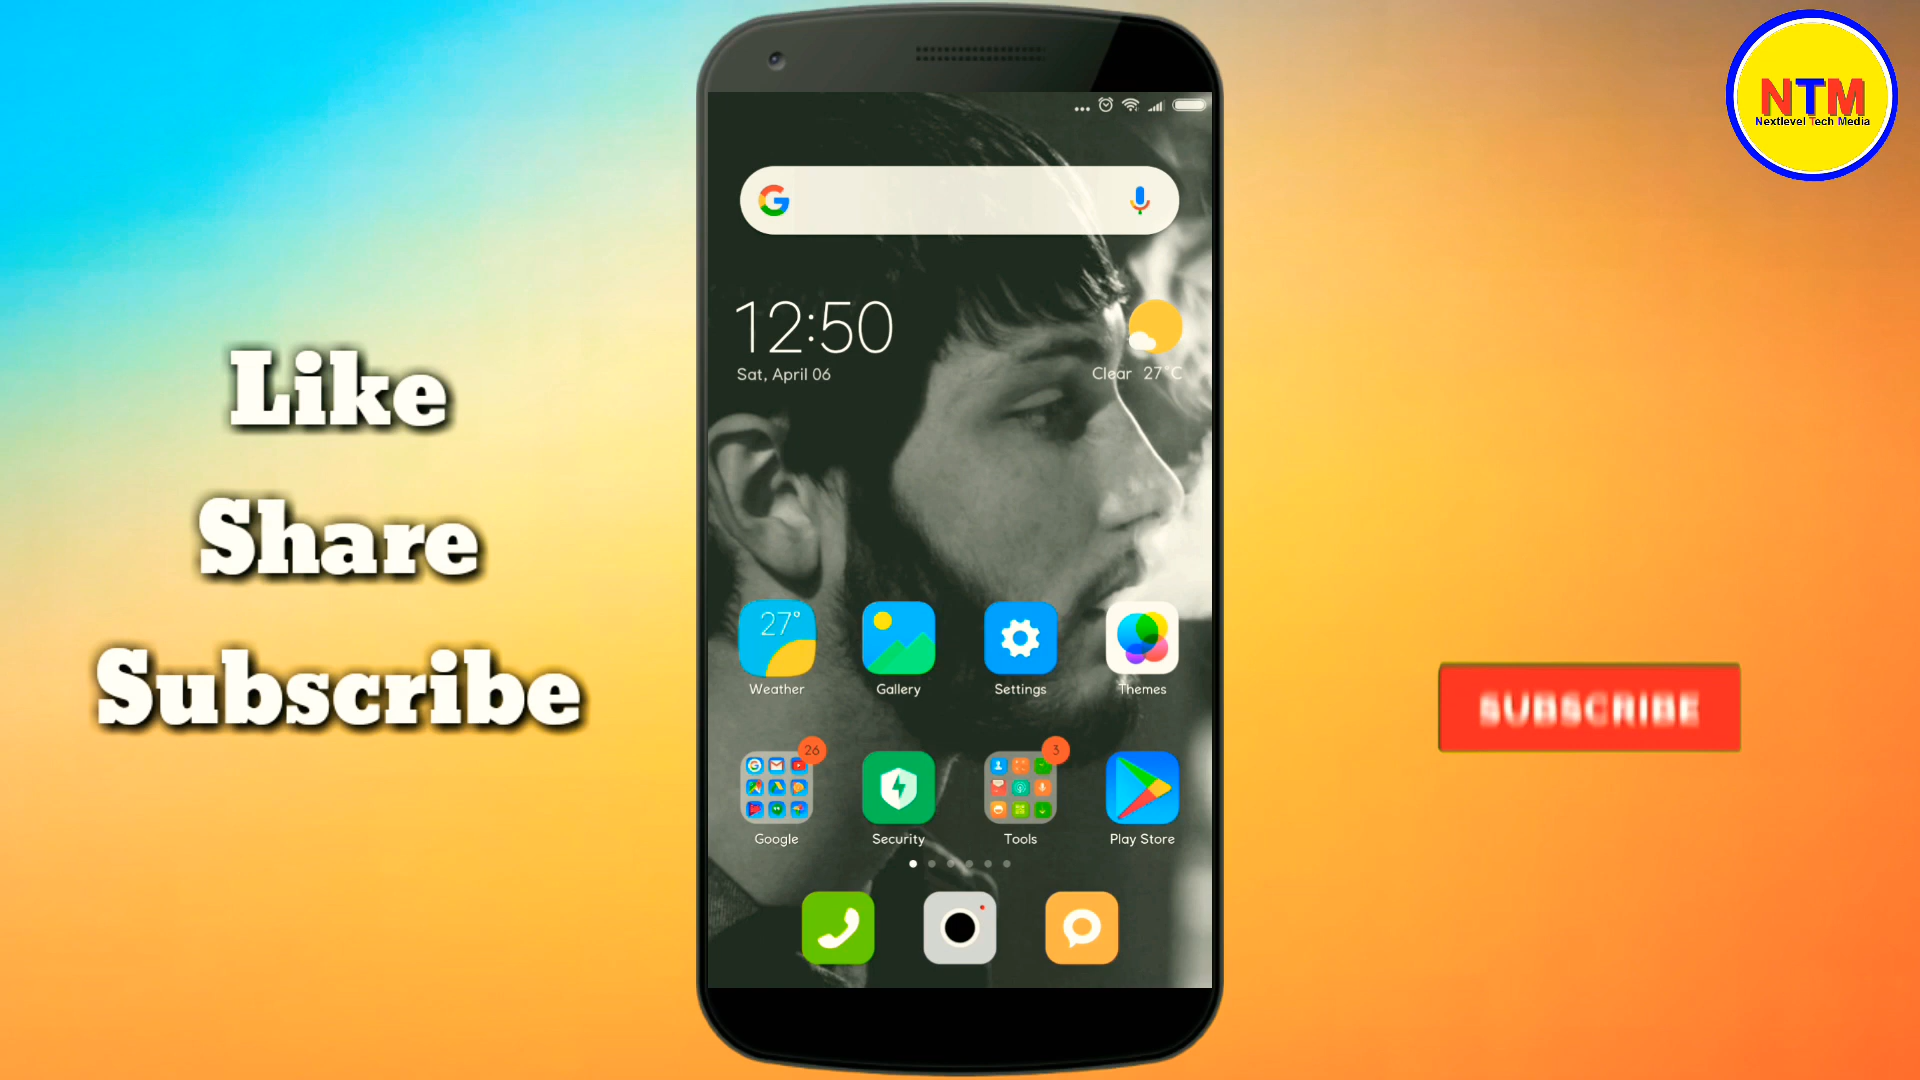 NTM
Nextlevel Tech Media
12:50
Sat, April 06
Clear 27°C
Like
Share
Subscribe
27°
Weather
Gallery
Settings
Themes
SUBSCRIBE
26
3
Google
Security
Tools
Play Store